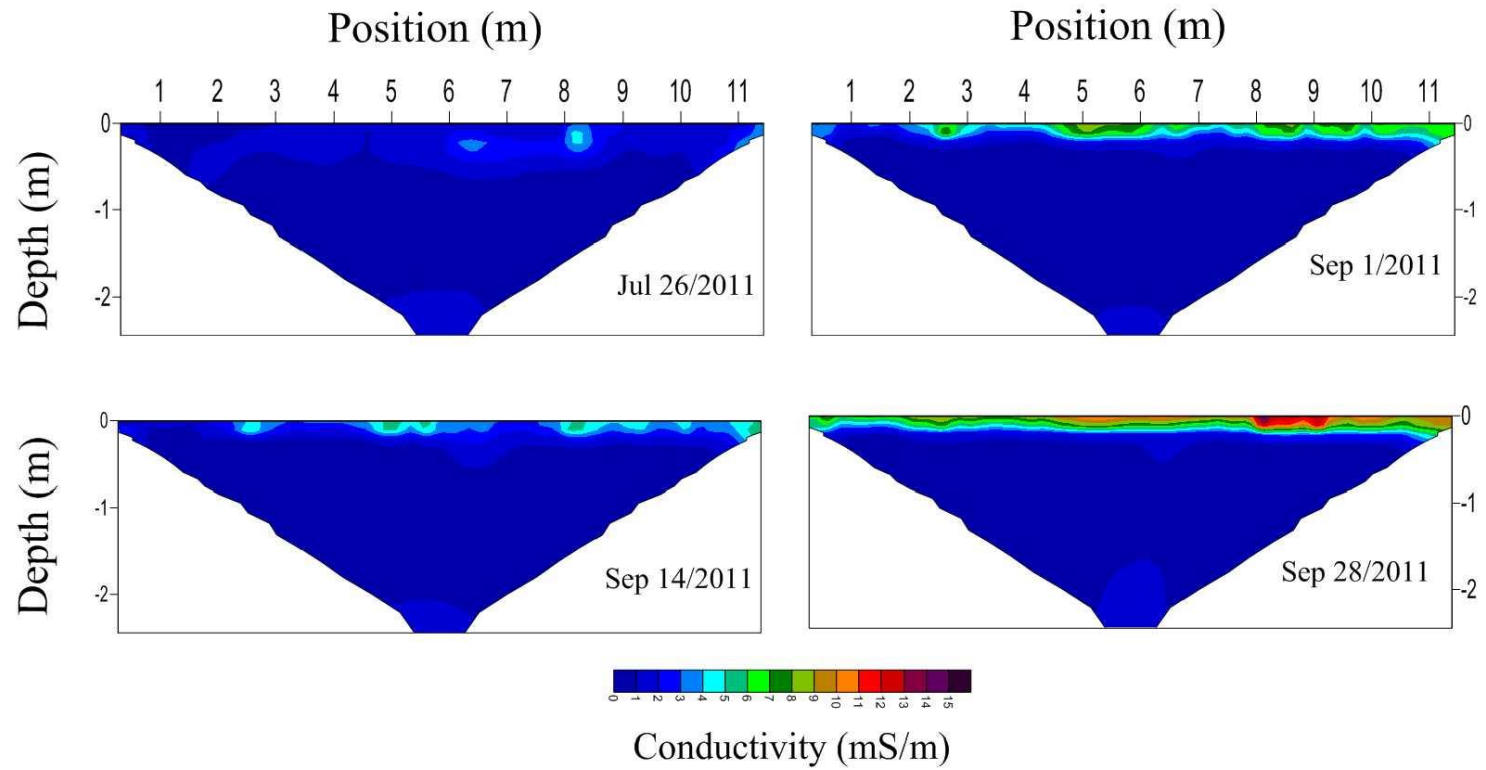 Position (m)
Position (m)
1 2 3 4 5 6 7 8 9 10 11
1 2 3 4 5 6 7 8 9 10 11
Depth (m)
0
-1
-2
Jul 26/2011
0
-1
-2
Sep 1/2011
Depth (m)
0
-1
-2
Sep 14/2011
0
-1
-2
Sep 28/2011
0 1 2 3 4 5 6 7 8 9 10 11 12 13 14 15
Conductivity (mS/m)